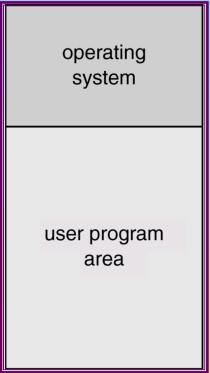 operating
system
user program
area